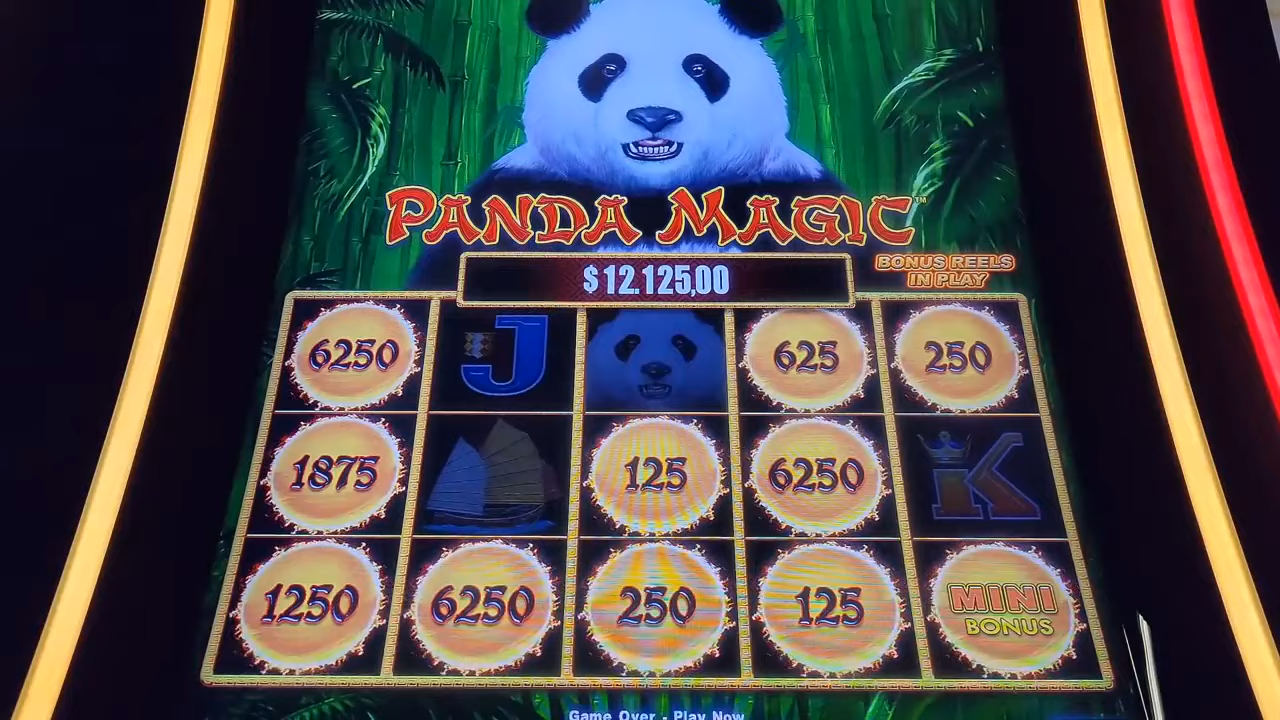 PANDA MAGIC™
$12.125,00
BONUS REELS
IN PLAY
6250
J
625
250
1875
125
6250
K
1250
6250
250
125
MINI
BONUS
Game Over - Play Now